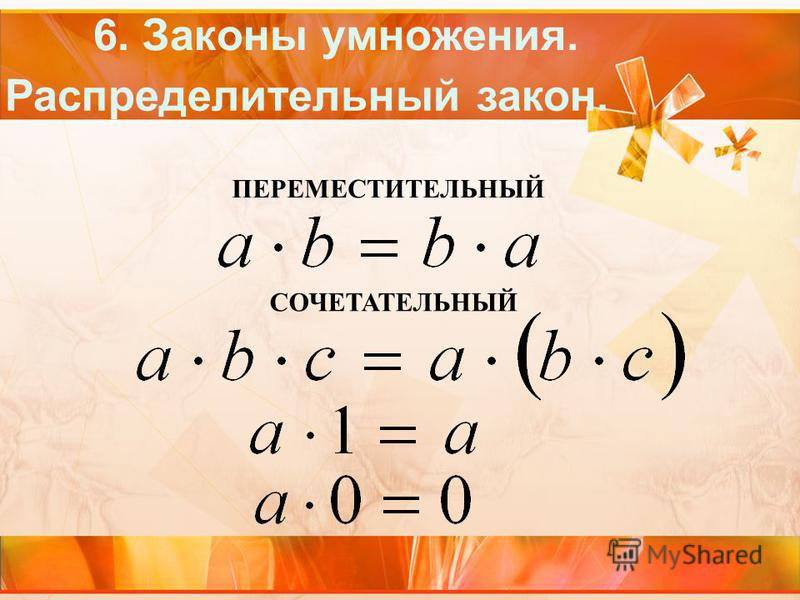 6. Законы умножения.
Распределительный закон.
ПЕРЕМЕСТИТЕЛЬНЫЙ
a · b = b · a
СОЧЕТАТЕЛЬНЫЙ
a · b · c = a · (b · c)
a · 1 = a
a · 0 = 0
MyShared